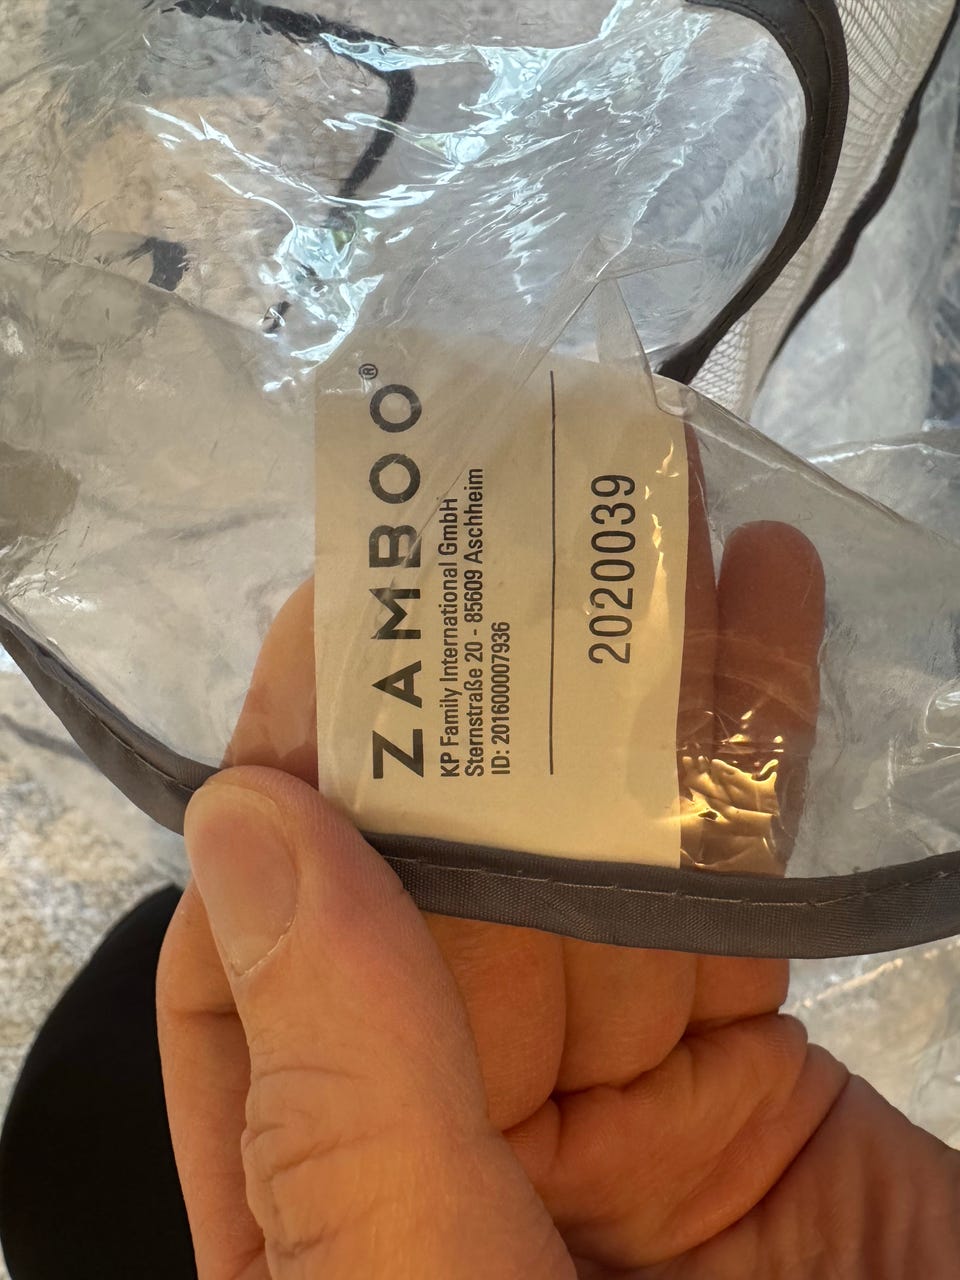 ZAMBOO®
KP Family International GmbH
Sternstraße 20 - 85609 Aschheim
ID: 201600007936
2020039